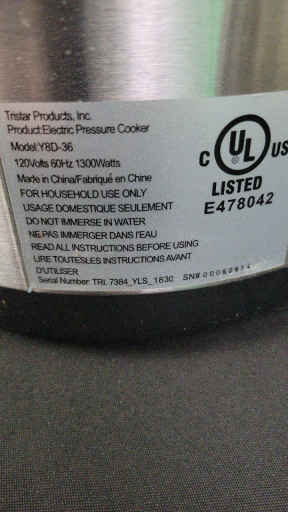 Tristar Products, Inc.
Product:Electric Pressure Cooker
Model:Y8D-36
120Volts 60Hz 1300Watts
Made in China/Fabriqué en Chine
FOR HOUSEHOLD USE ONLY
USAGE DOMESTIQUE SEULEMENT
DO NOT IMMERSE IN WATER
NE PAS IMMERGER DANS l'EAU
READ ALL INSTRUCTIONS BEFORE USING
LIRE TOUTESLES INSTRUCTIONS AVANT
D'UTILISER
Serial Number: TRI_7384_YLS_1630 SN#
C UL US
®
LISTED
E478042